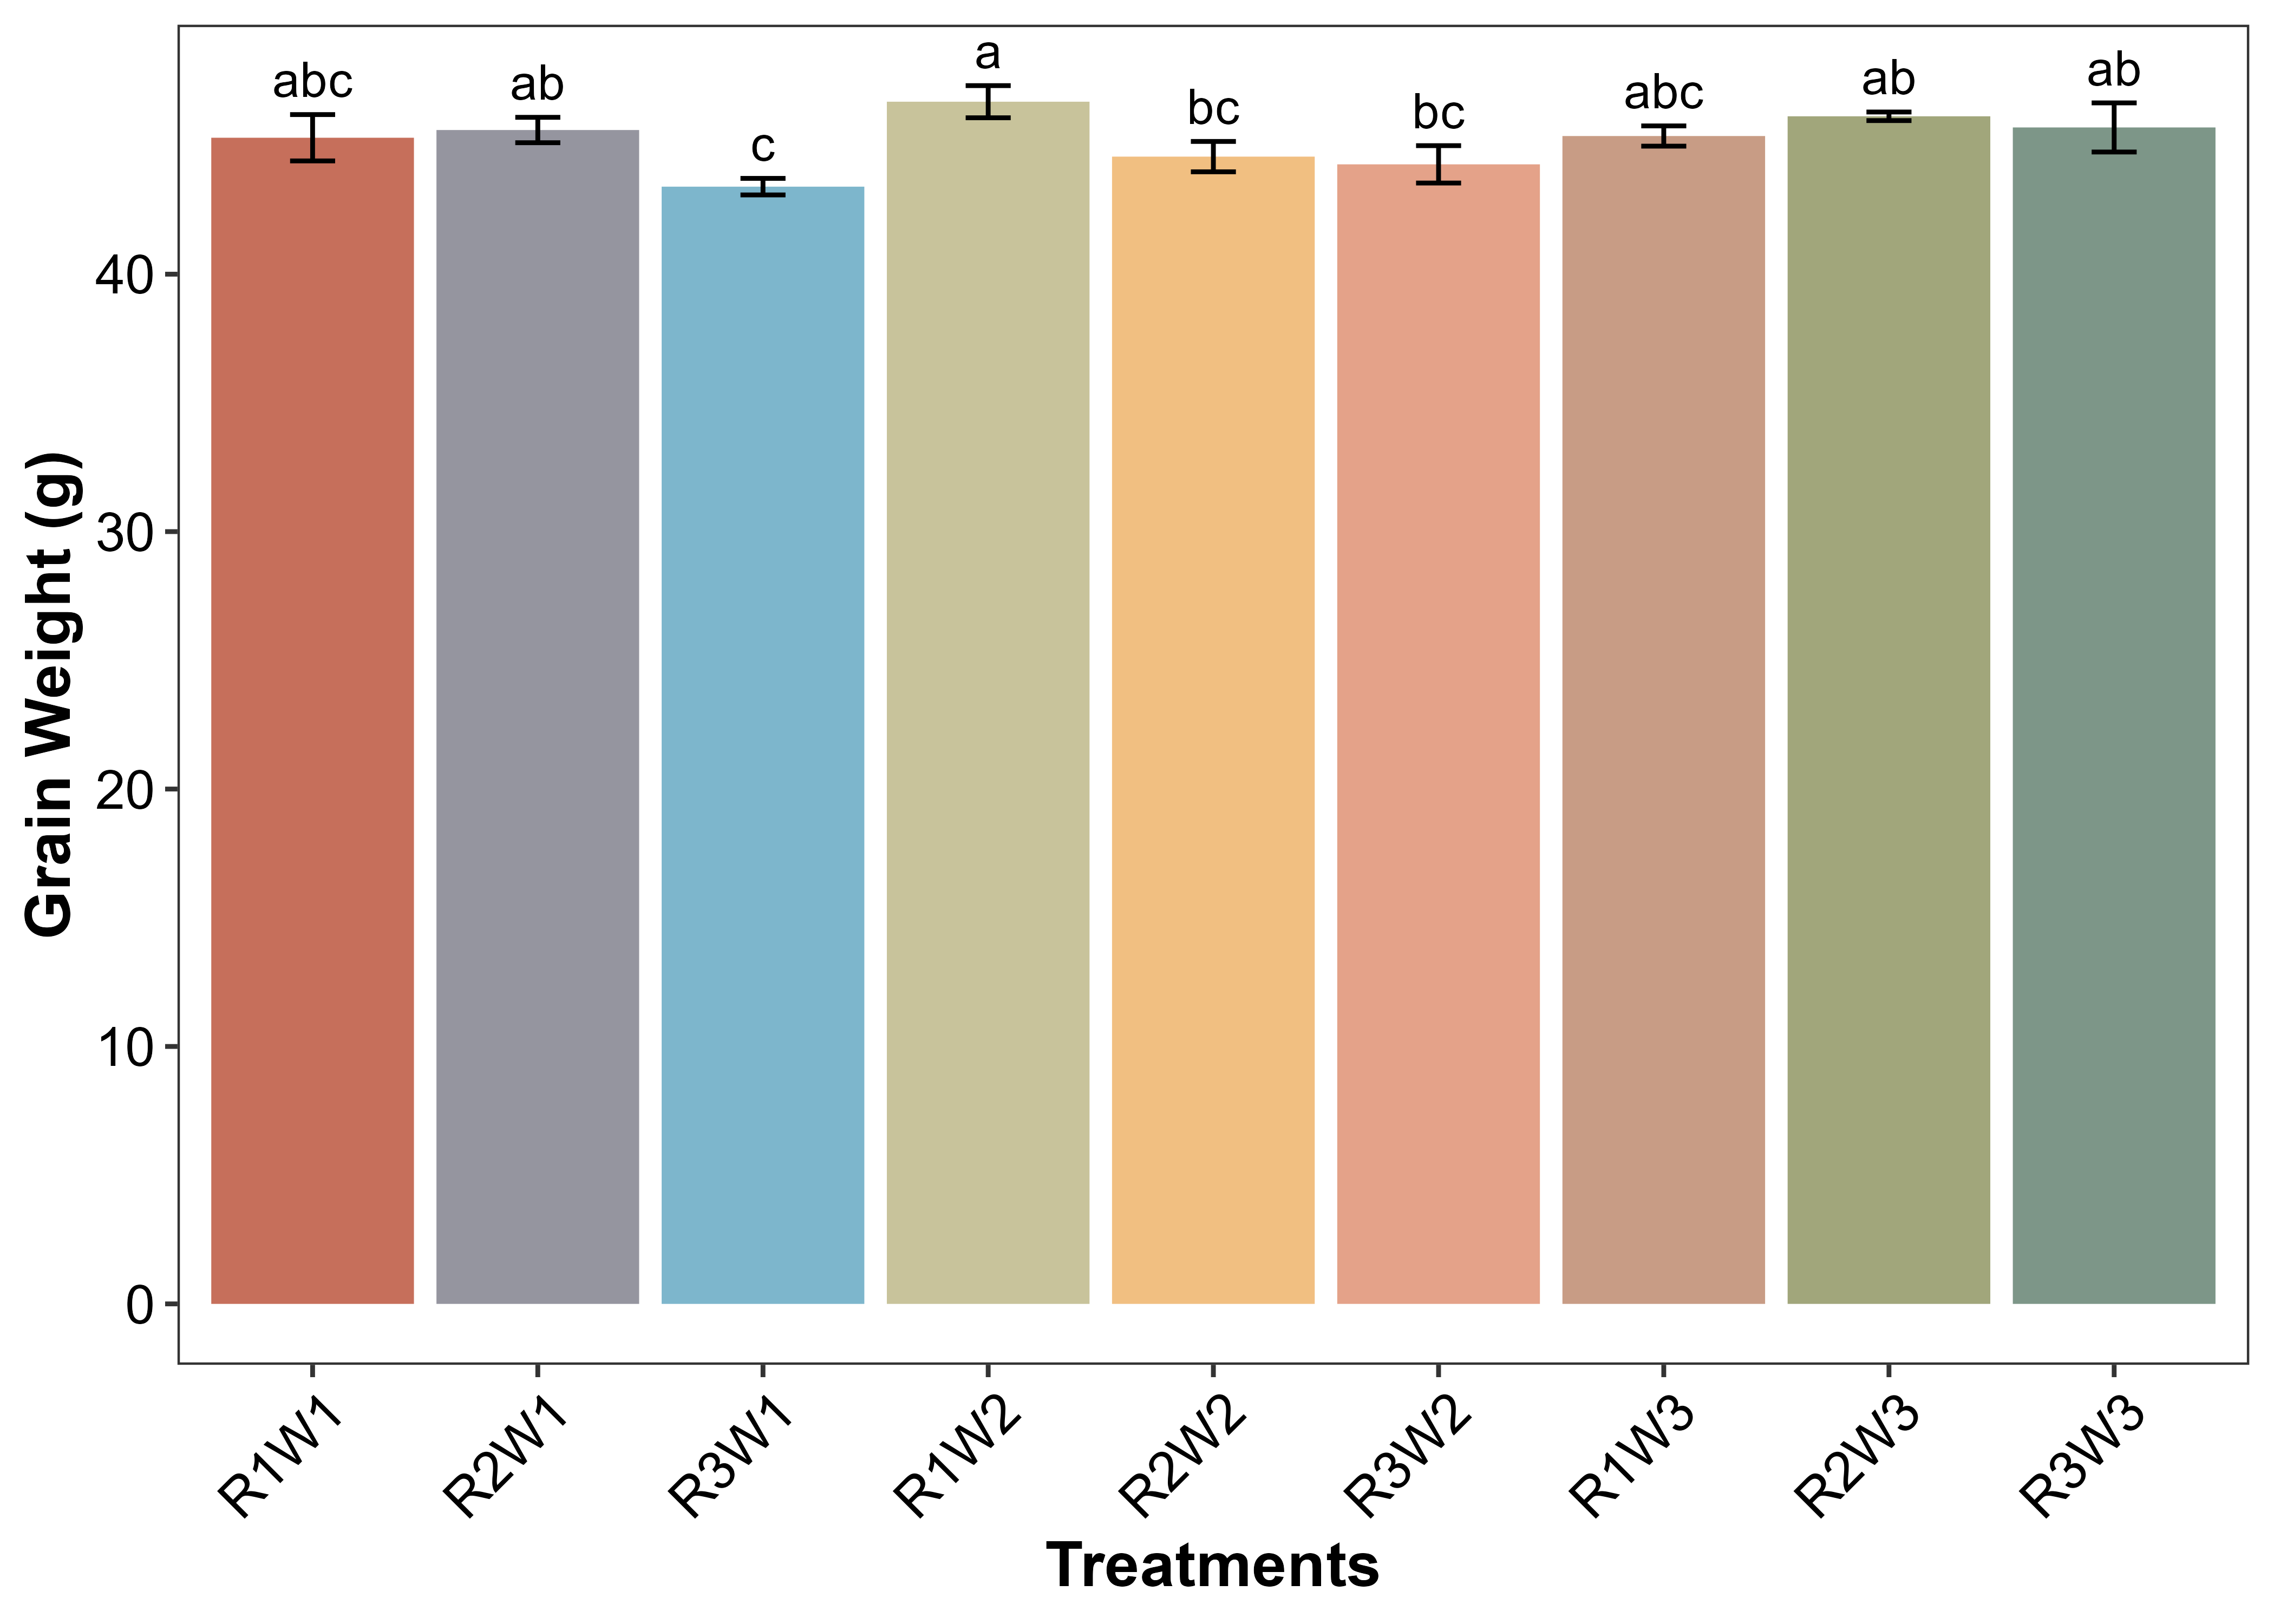 abc
ab
c
a
bc
bc
abc
ab
ab
Grain Weight (g)
40
30
20
10
0
R1W1
R2W1
R3W1
R1W2
R2W2
R3W2
R1W3
R2W3
R3W3
Treatments